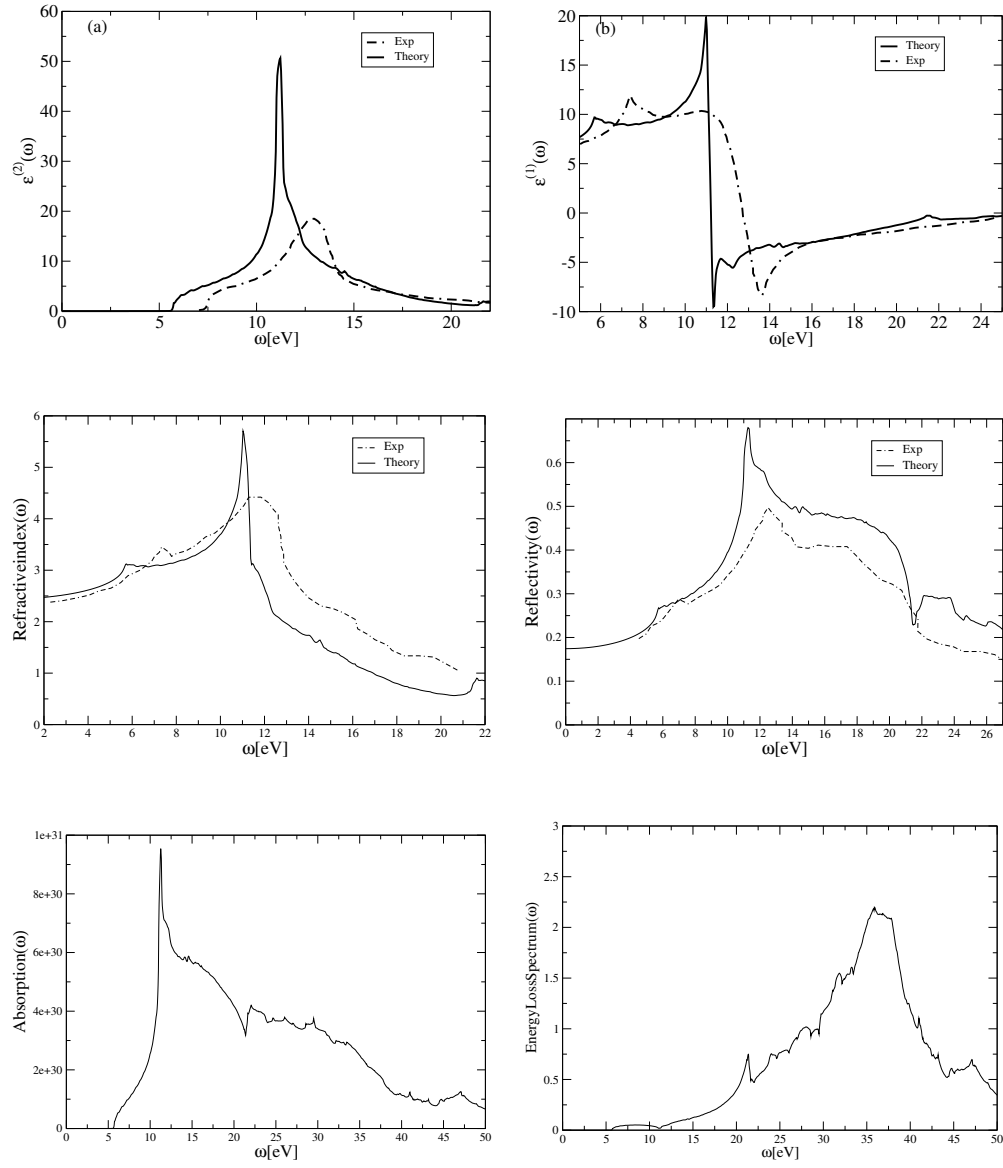 (a)
Exp
Theory
ε(2)(ω)
60
50
40
30
20
10
0
0 5 10 15 20
ω[eV]
(b)
Theory
Exp
ε(1)(ω)
20
15
10
5
0
-5
-10
6 8 10 12 14 16 18 20 22 24
ω[eV]
Exp
Theory
Refractiveindex(ω)
6
5
4
3
2
1
0
2 4 6 8 10 12 14 16 18 20 22
ω[eV]
Exp
Theory
Reflectivity(ω)
0.6
0.5
0.4
0.3
0.2
0.1
0
0 2 4 6 8 10 12 14 16 18 20 22 24 26
ω[eV]
Absorption(ω)
1e+31
8e+30
6e+30
4e+30
2e+30
0
0 5 10 15 20 25 30 35 40 45 50
ω[eV]
EnergyLossSpectrum(ω)
3
2.5
2
1.5
1
0.5
0
0 5 10 15 20 25 30 35 40 45 50
ω[eV]